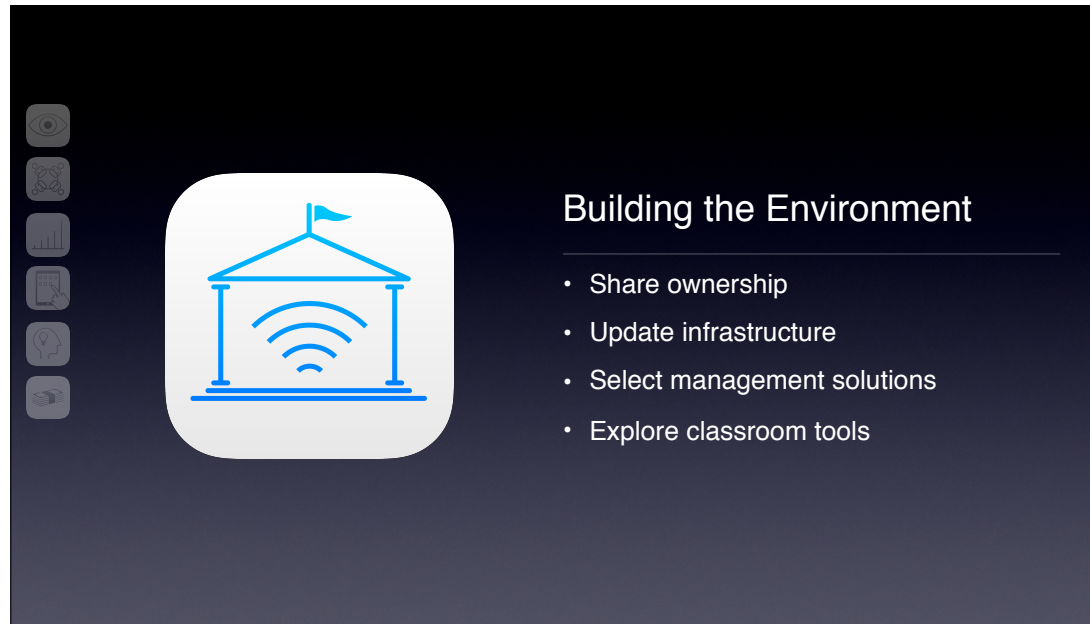 Building the Environment
• Share ownership
• Update infrastructure
• Select management solutions
• Explore classroom tools